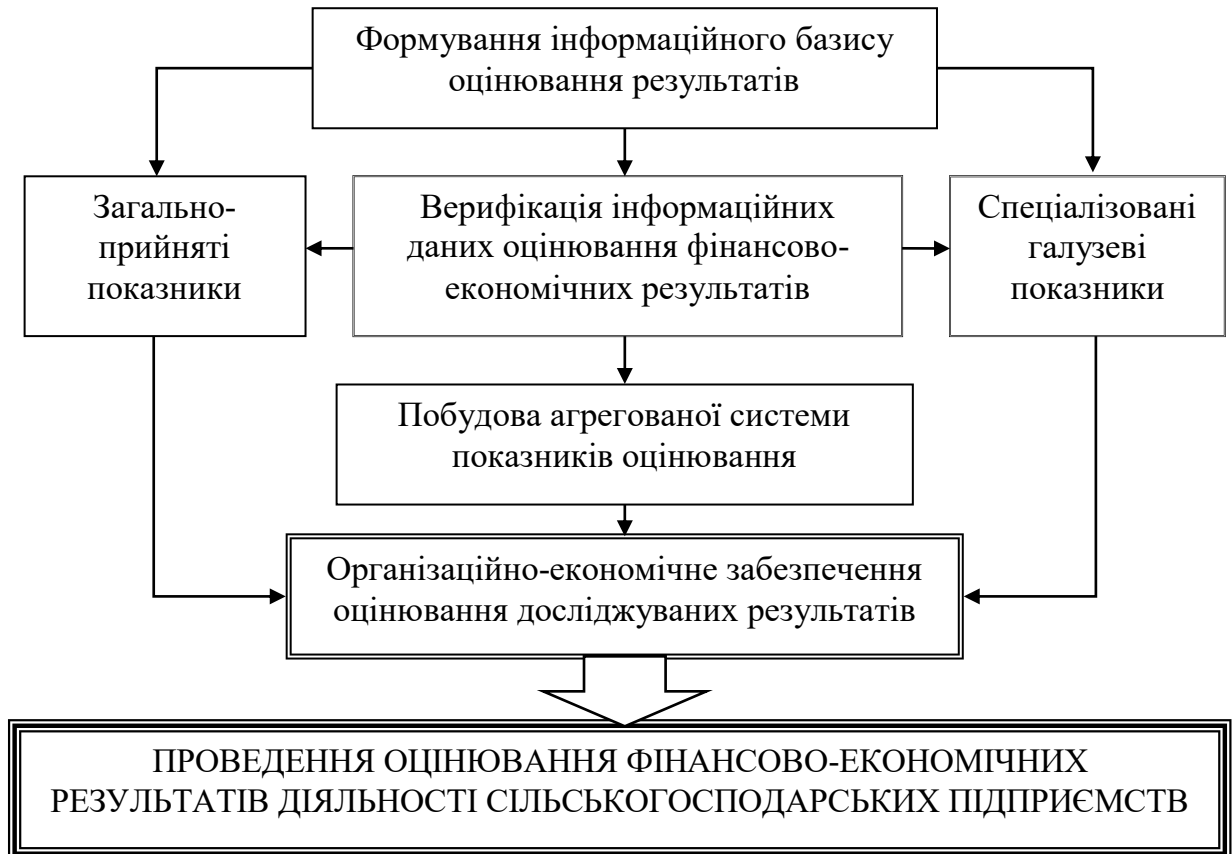 Формування інформаційного базису
оцінювання результатів
Загально-
прийняті
показники
Верифікація інформаційних
даних оцінювання фінансово-
економічних результатів
Спеціалізовані
галузеві
показники
Побудова агрегованої системи
показників оцінювання
Організаційно-економічне забезпечення
оцінювання досліджуваних результатів
ПРОВЕДЕННЯ ОЦІНЮВАННЯ ФІНАНСОВО-ЕКОНОМІЧНИХ
РЕЗУЛЬТАТІВ ДІЯЛЬНОСТІ СІЛЬСЬКОГОСПОДАРСЬКИХ ПІДПРИЄМСТВ